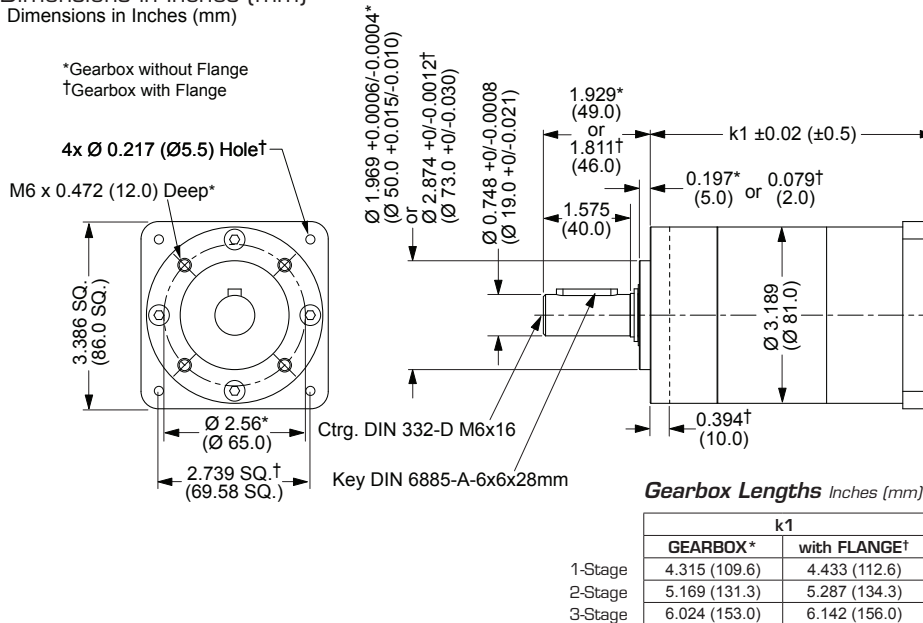 Dimensions in Inches (mm)
*Gearbox without Flange
†Gearbox with Flange
4x Ø 0.217 (Ø5.5) Hole†
M6 x 0.472 (12.0) Deep*
3.386 SQ.
(86.0 SQ.)
Ø 2.56*
(Ø 65.0)
2.739 SQ.†
(69.58 SQ.)
Ø 1.969 +0.0006/-0.0004*
(Ø 50.0 +0.015/-0.010)
or
Ø 2.874 +0/-0.0012†
(Ø 73.0 +0/-0.030)
Ø 0.748 +0/-0.0008
(Ø 19.0 +0/-0.021)
1.929*
(49.0)
or
1.811†
(46.0)
1.575
(40.0)
k1 ±0.02 (±0.5)
0.197* or 0.079†
(5.0) (2.0)
Ø 3.189
(Ø 81.0)
0.394†
(10.0)
Ctrg. DIN 332-D M6x16
Key DIN 6885-A-6x6x28mm
Gearbox Lengths Inches (mm)
k1
GEARBOX* with FLANGE†
1-Stage 4.315 (109.6) 4.433 (112.6)
2-Stage 5.169 (131.3) 5.287 (134.3)
3-Stage 6.024 (153.0) 6.142 (156.0)